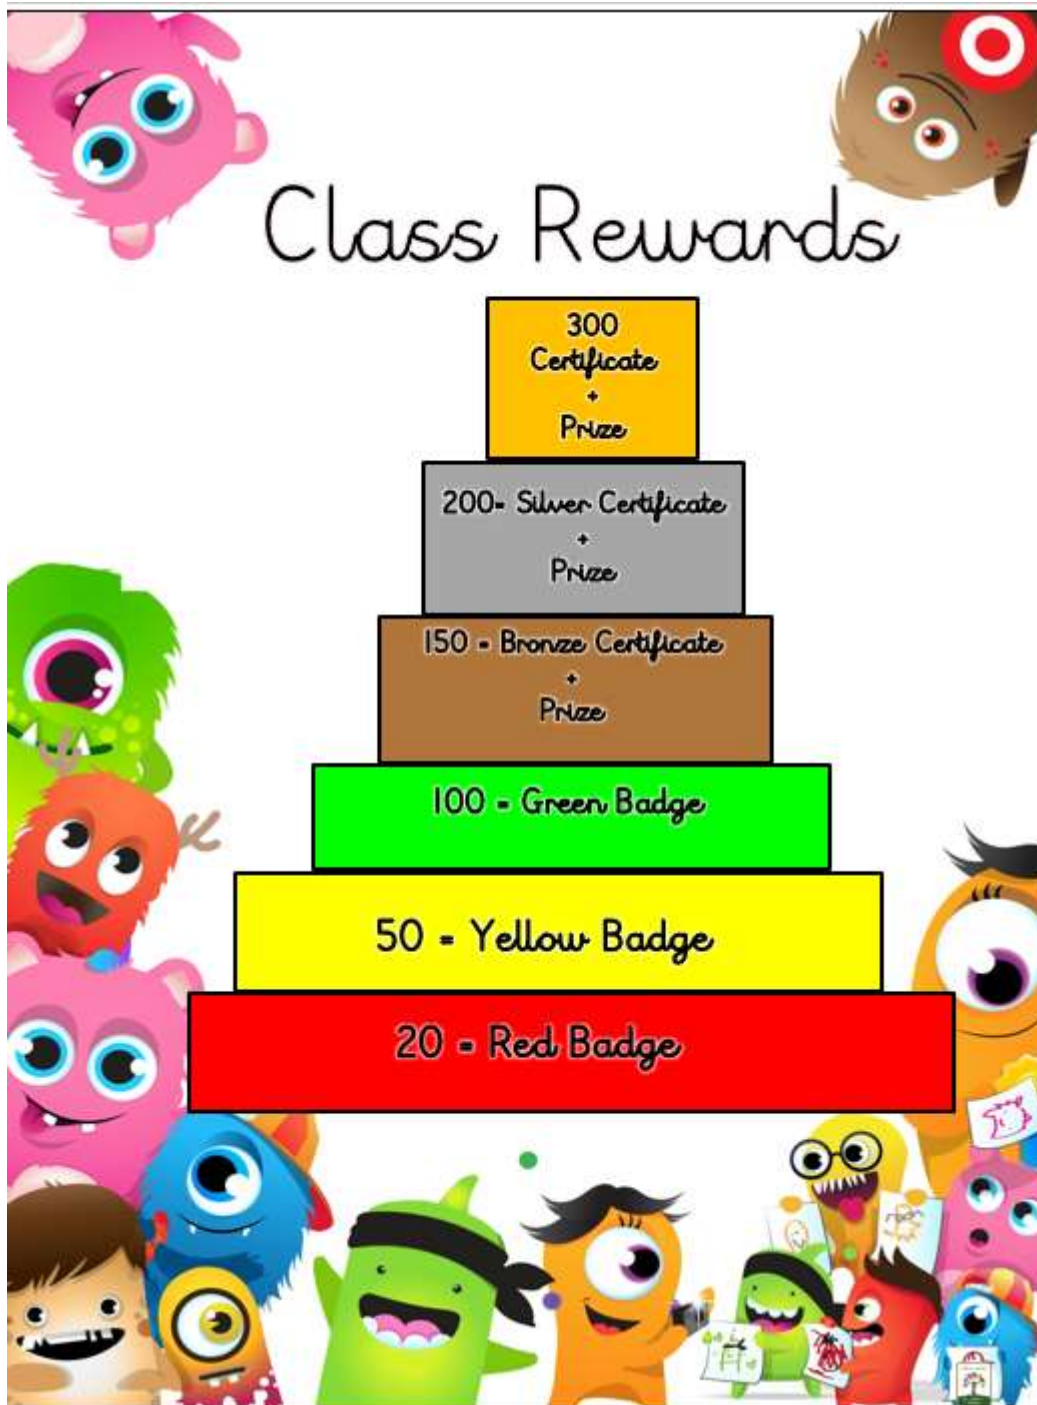 Class Rewards
300
Certificate
+
Prize
200= Silver Certificate
+
Prize
150 = Bronze Certificate
+
Prize
100 = Green Badge
50 = Yellow Badge
20 = Red Badge